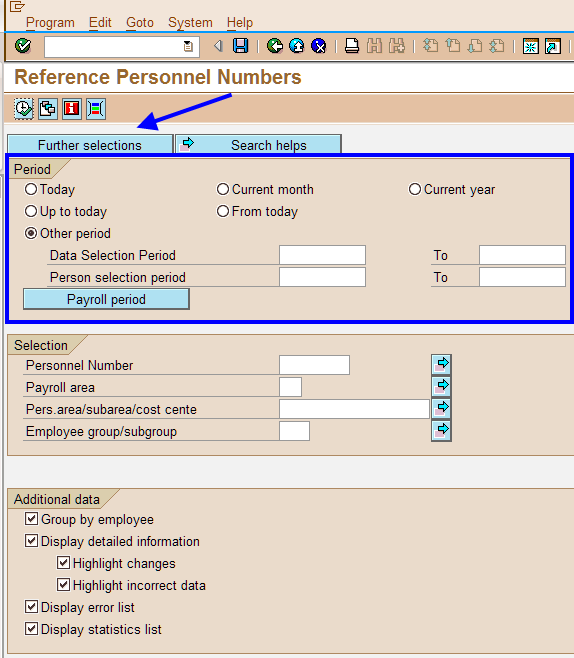 Program Edit Goto System Help
Reference Personnel Numbers
Further selections Search helps
Period
Today Current month Current year
Up to today From today
Other period
Data Selection Period To
Person selection period To
Payroll period
Selection
Personnel Number
Payroll area
Pers.area/subarea/cost cente
Employee group/subgroup
Additional data
Group by employee
Display detailed information
Highlight changes
Highlight incorrect data
Display error list
Display statistics list